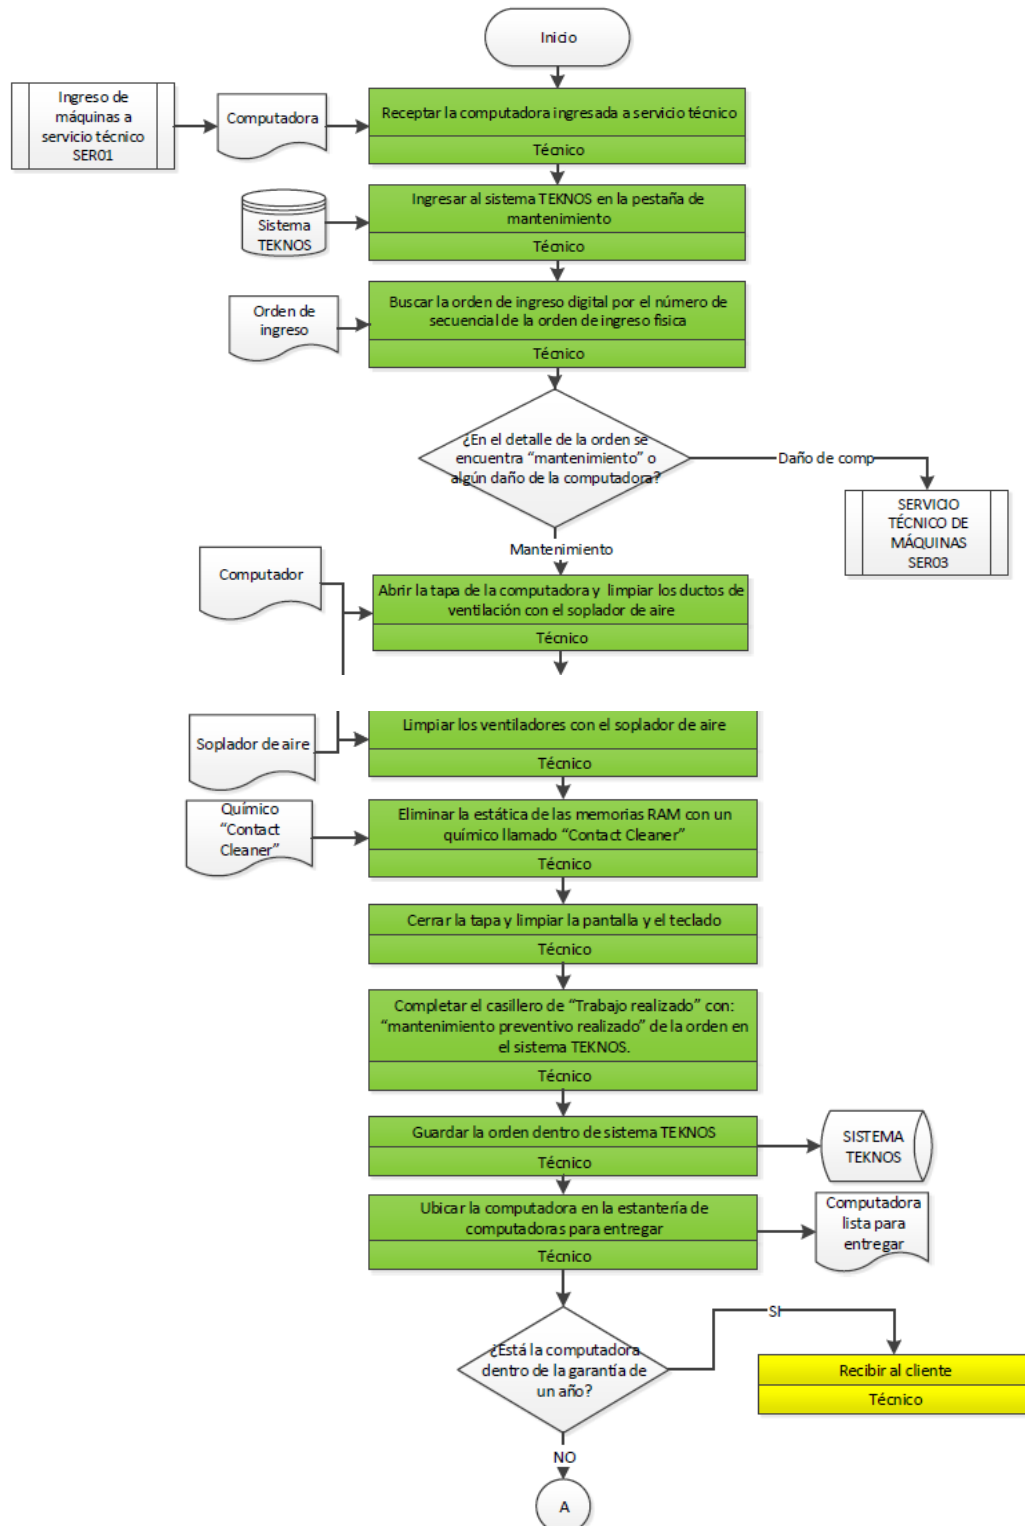 Inicio
Ingreso de
máquinas a
servicio técnico
SER01
Computadora
Receptar la computadora ingresada a servicio técnico
Técnico
Sistema
TEKNOS
Ingresar al sistema TEKNOS en la pestaña de
mantenimiento
Técnico
Orden de
ingreso
Buscar la orden de ingreso digital por el número de
secuencial de la orden de ingreso fisica
Técnico
¿En el detalle de la orden se
encuentra “mantenimiento” o
algún daño de la computadora?
Daño de comp
SERVICIO
TÉCNICO DE
MÁQUINAS
SER03
Mantenimiento
Computador
Abrir la tapa de la computadora y limpiar los ductos de
ventilación con el soplador de aire
Técnico
Soplador de aire
Limpiar los ventiladores con el soplador de aire
Técnico
Químico
“Contact
Cleaner”
Eliminar la estática de las memorias RAM con un
químico llamado “Contact Cleaner”
Técnico
Cerrar la tapa y limpiar la pantalla y el teclado
Técnico
Completar el casillero de “Trabajo realizado” con:
“mantenimiento preventivo realizado” de la orden en
el sistema TEKNOS.
Técnico
Guardar la orden dentro de sistema TEKNOS
Técnico
SISTEMA
TEKNOS
Ubicar la computadora en la estantería de
computadoras para entregar
Técnico
Computadora
lista para
entregar
¿Está la computadora
dentro de la garantía de
un año?
SI
Recibir al cliente
Técnico
NO
A